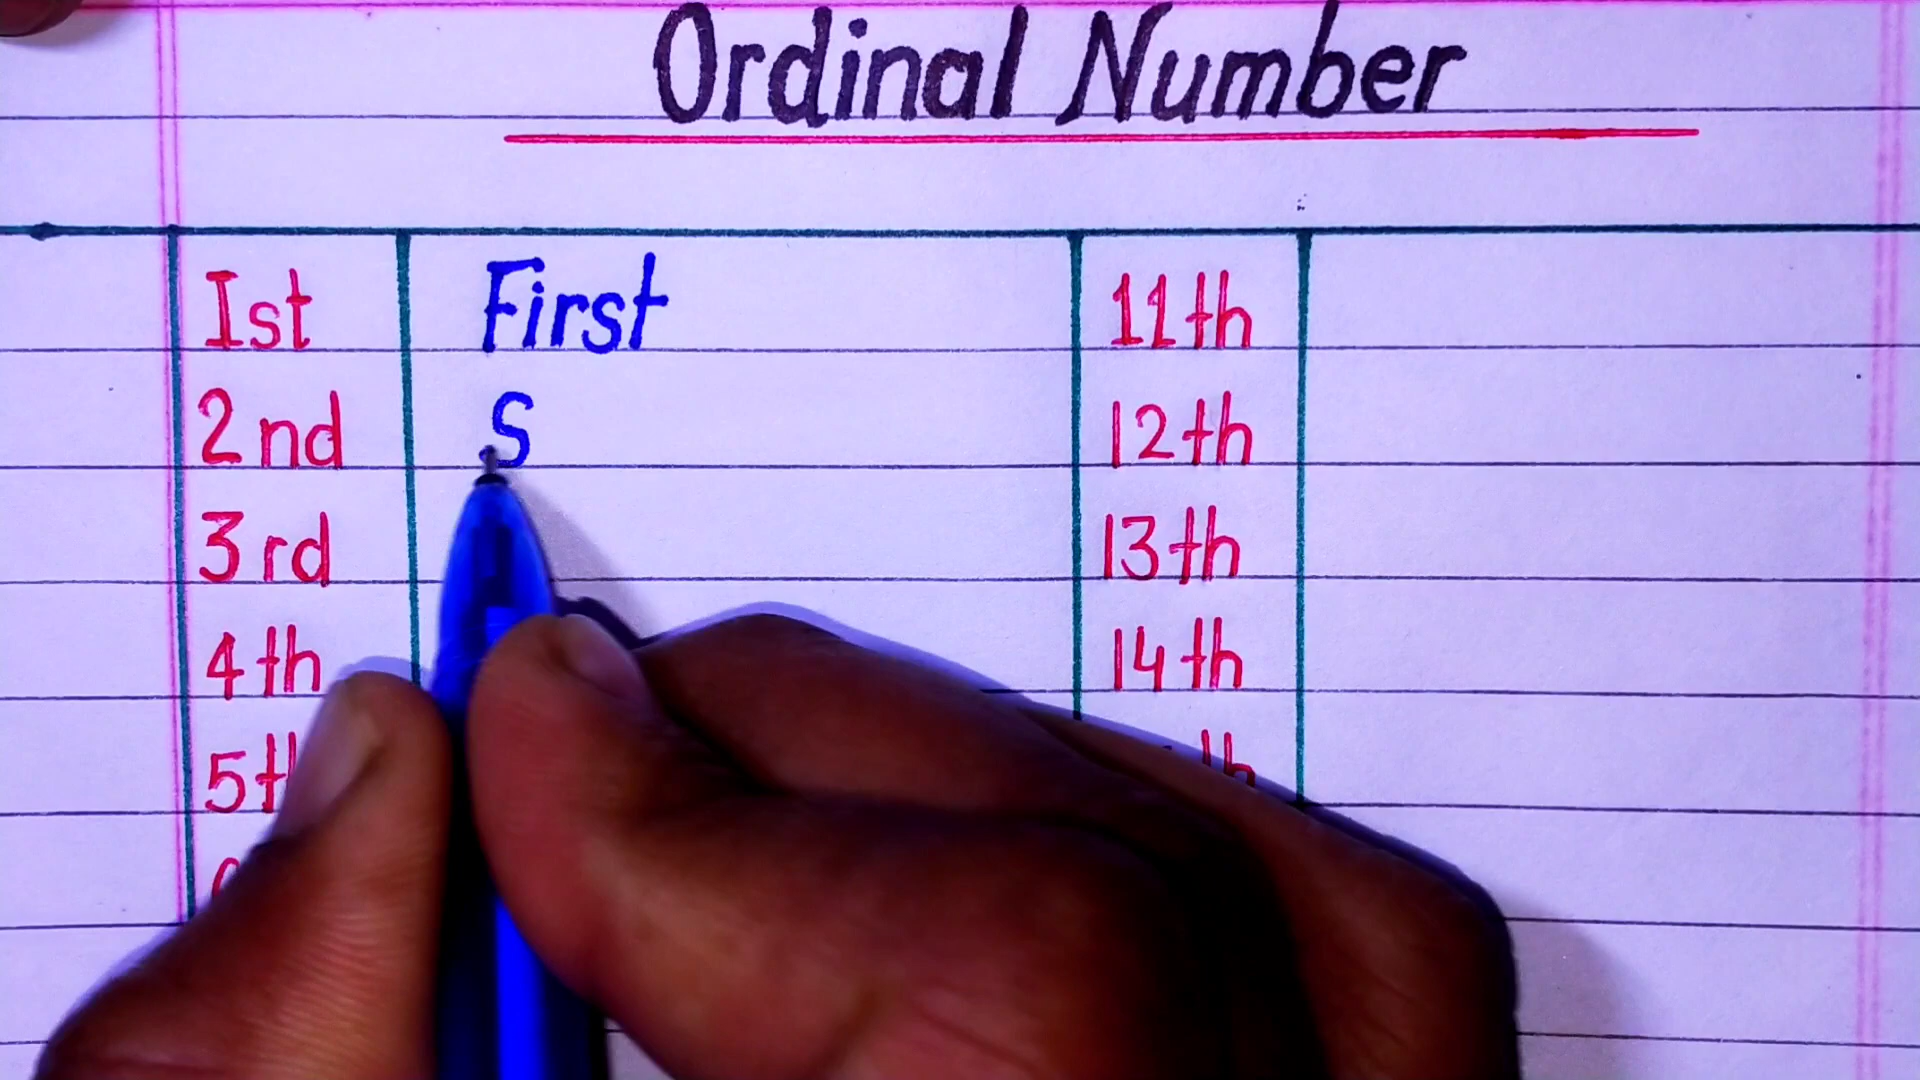 Ordinal Number
Ist First 11th
2nd S 12th
3rd 13th
4th 14th